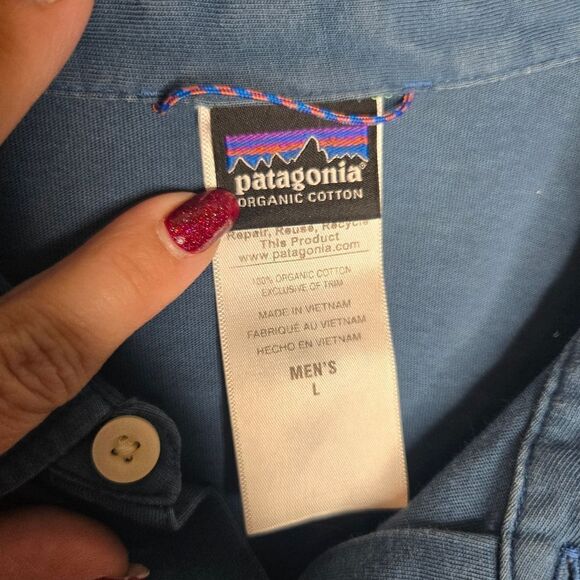 patagonia®
ORGANIC COTTON
Repair, Reuse, Recycle
This Product
www.patagonia.com
100% ORGANIC COTTON
EXCLUSIVE OF TRIM
MADE IN VIETNAM
FABRIQUÉ AU VIETNAM
HECHO EN VIETNAM
MEN'S
L